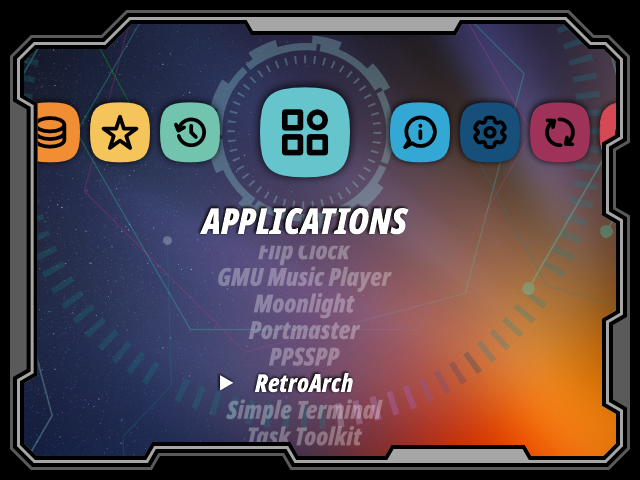 APPLICATIONS
Flip Clock
GMU Music Player
Moonlight
Portmaster
PPSSPP
RetroArch
Simple Terminal
Task Toolkit